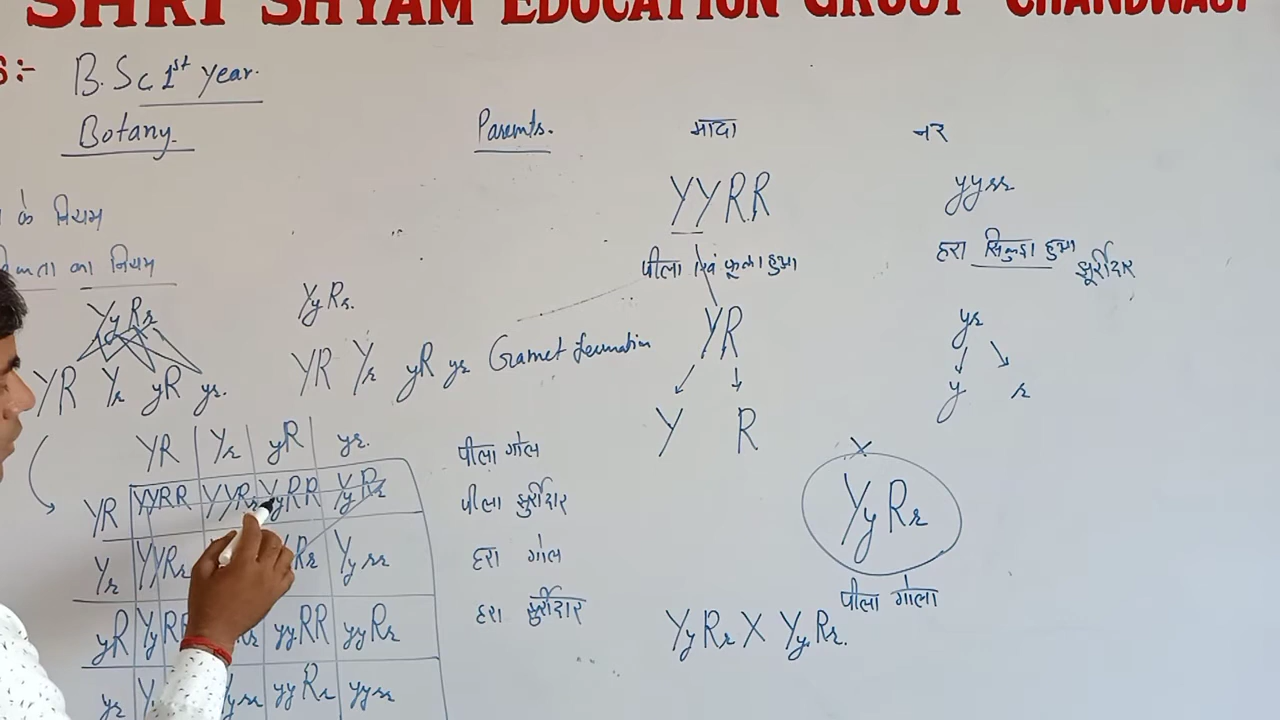 SHRI SHYAM EDUCATION GROUP CHANDWAJI
S:-
B.Sc. 1st year.
Botany.
के नियम
का नियम
Parents.
मादा
नर
YYRR
yyrr
पीला एवं फूला हुआ
हरा सिकुडा हुआ
झूर्रीदार
YyRr
YR Yr yR yr.
YyRr.
YR Yr yR yr Gamet formation
YR
Y R
yr
y r
YR Yr yR yr.
YR YYRR YYRr YyRR YyRr
Yr YYRr Rr Yyrr
yR YyRR Rr yyRR yyRr
yr Y yyRr yyrr
पीला गोल
पीला झुर्रीदार
हरा गोल
हरा झुर्रीदार
X
YyRr
पीला गोला
YyRr X YyRr.